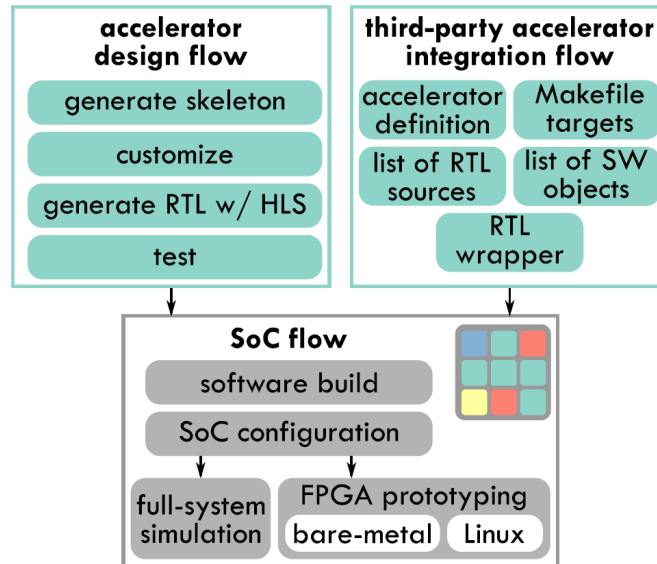 accelerator
design flow
generate skeleton
customize
generate RTL w/ HLS
test
third-party accelerator
integration flow
accelerator
definition
Makefile
targets
list of RTL
sources
list of SW
objects
RTL
wrapper
SoC flow
software build
SoC configuration
full-system
simulation
FPGA prototyping
bare-metal
Linux